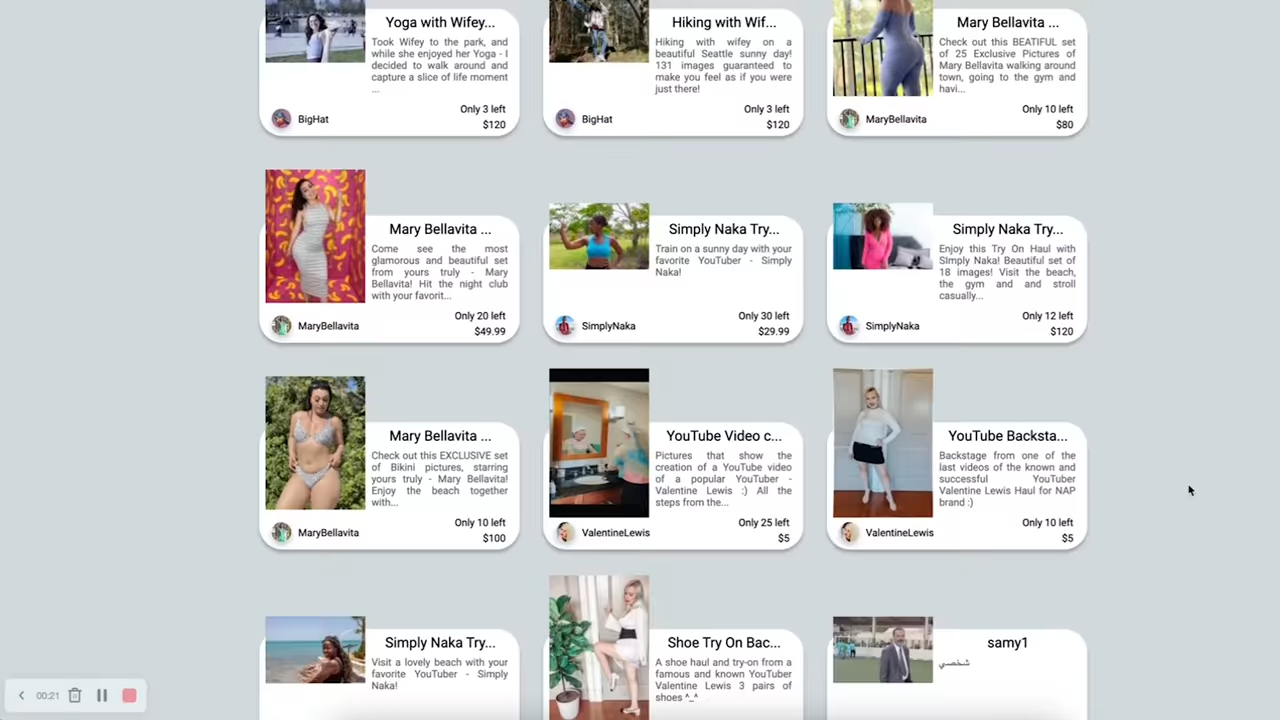 Yoga with Wifey...
Took Wifey to the park, and
while she enjoyed her Yoga - I
decided to walk around and
capture a slice of life moment
...
Only 3 left
BigHat
$120
Hiking with Wif...
Hiking with wifey on a
beautiful Seattle sunny day!
131 images guaranteed to
make you feel as if you were
just there!
Only 3 left
BigHat
$120
Mary Bellavita ...
Check out this BEATIFUL set
of 25 Exclusive Pictures of
Mary Bellavita walking around
town, going to the gym and
havi...
Only 10 left
MaryBellavita
$80
Mary Bellavita ...
Come see the most
glamorous and beautiful set
from yours truly - Mary
Bellavita! Hit the night club
with your favorit...
Only 20 left
MaryBellavita
$49.99
Simply Naka Try...
Train on a sunny day with your
favorite YouTuber - Simply
Naka!
Only 30 left
SimplyNaka
$29.99
Simply Naka Try...
Enjoy this Try On Haul with
SImply Naka! Beautiful set of
18 images! Visit the beach,
the gym and and stroll
casually...
Only 12 left
SimplyNaka
$120
Mary Bellavita ...
Check out this EXCLUSIVE set
of Bikini pictures, starring
yours truly - Mary Bellavita!
Enjoy the beach together
with...
Only 10 left
MaryBellavita
$100
YouTube Video c...
Pictures that show the
creation of a YouTube video
of a popular YouTuber -
Valentine Lewis :) All the
steps from the...
Only 25 left
ValentineLewis
$5
YouTube Backsta...
Backstage from one of the
last videos of the known and
successful YouTuber
Valentine Lewis Haul for NAP
brand :)
Only 10 left
ValentineLewis
$5
Simply Naka Try...
Visit a lovely beach with your
favorite YouTuber - Simply
Naka!
Shoe Try On Bac...
A shoe haul and try-on from a
famous and known YouTuber
Valentine Lewis 3 pairs of
shoes ^_^
samy1
شخصي
00:21